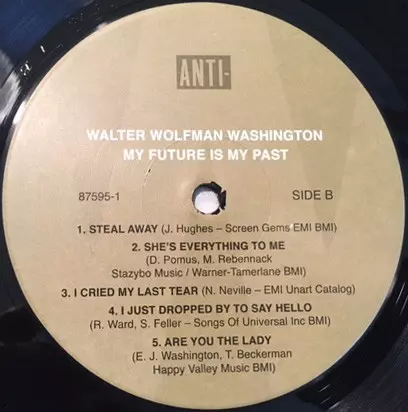 ANTI-
WALTER WOLFMAN WASHINGTON
MY FUTURE IS MY PAST
87595-1
SIDE B
1. STEAL AWAY (J. Hughes – Screen Gems/EMI BMI)
2. SHE'S EVERYTHING TO ME
(D. Pomus, M. Rebennack
Stazybo Music / Warner-Tamerlane BMI)
3. I CRIED MY LAST TEAR (N. Neville – EMI Unart Catalog)
4. I JUST DROPPED BY TO SAY HELLO
(R. Ward, S. Feller – Songs Of Universal Inc BMI)
5. ARE YOU THE LADY
(E. J. Washington, T. Beckerman
Happy Valley Music BMI)